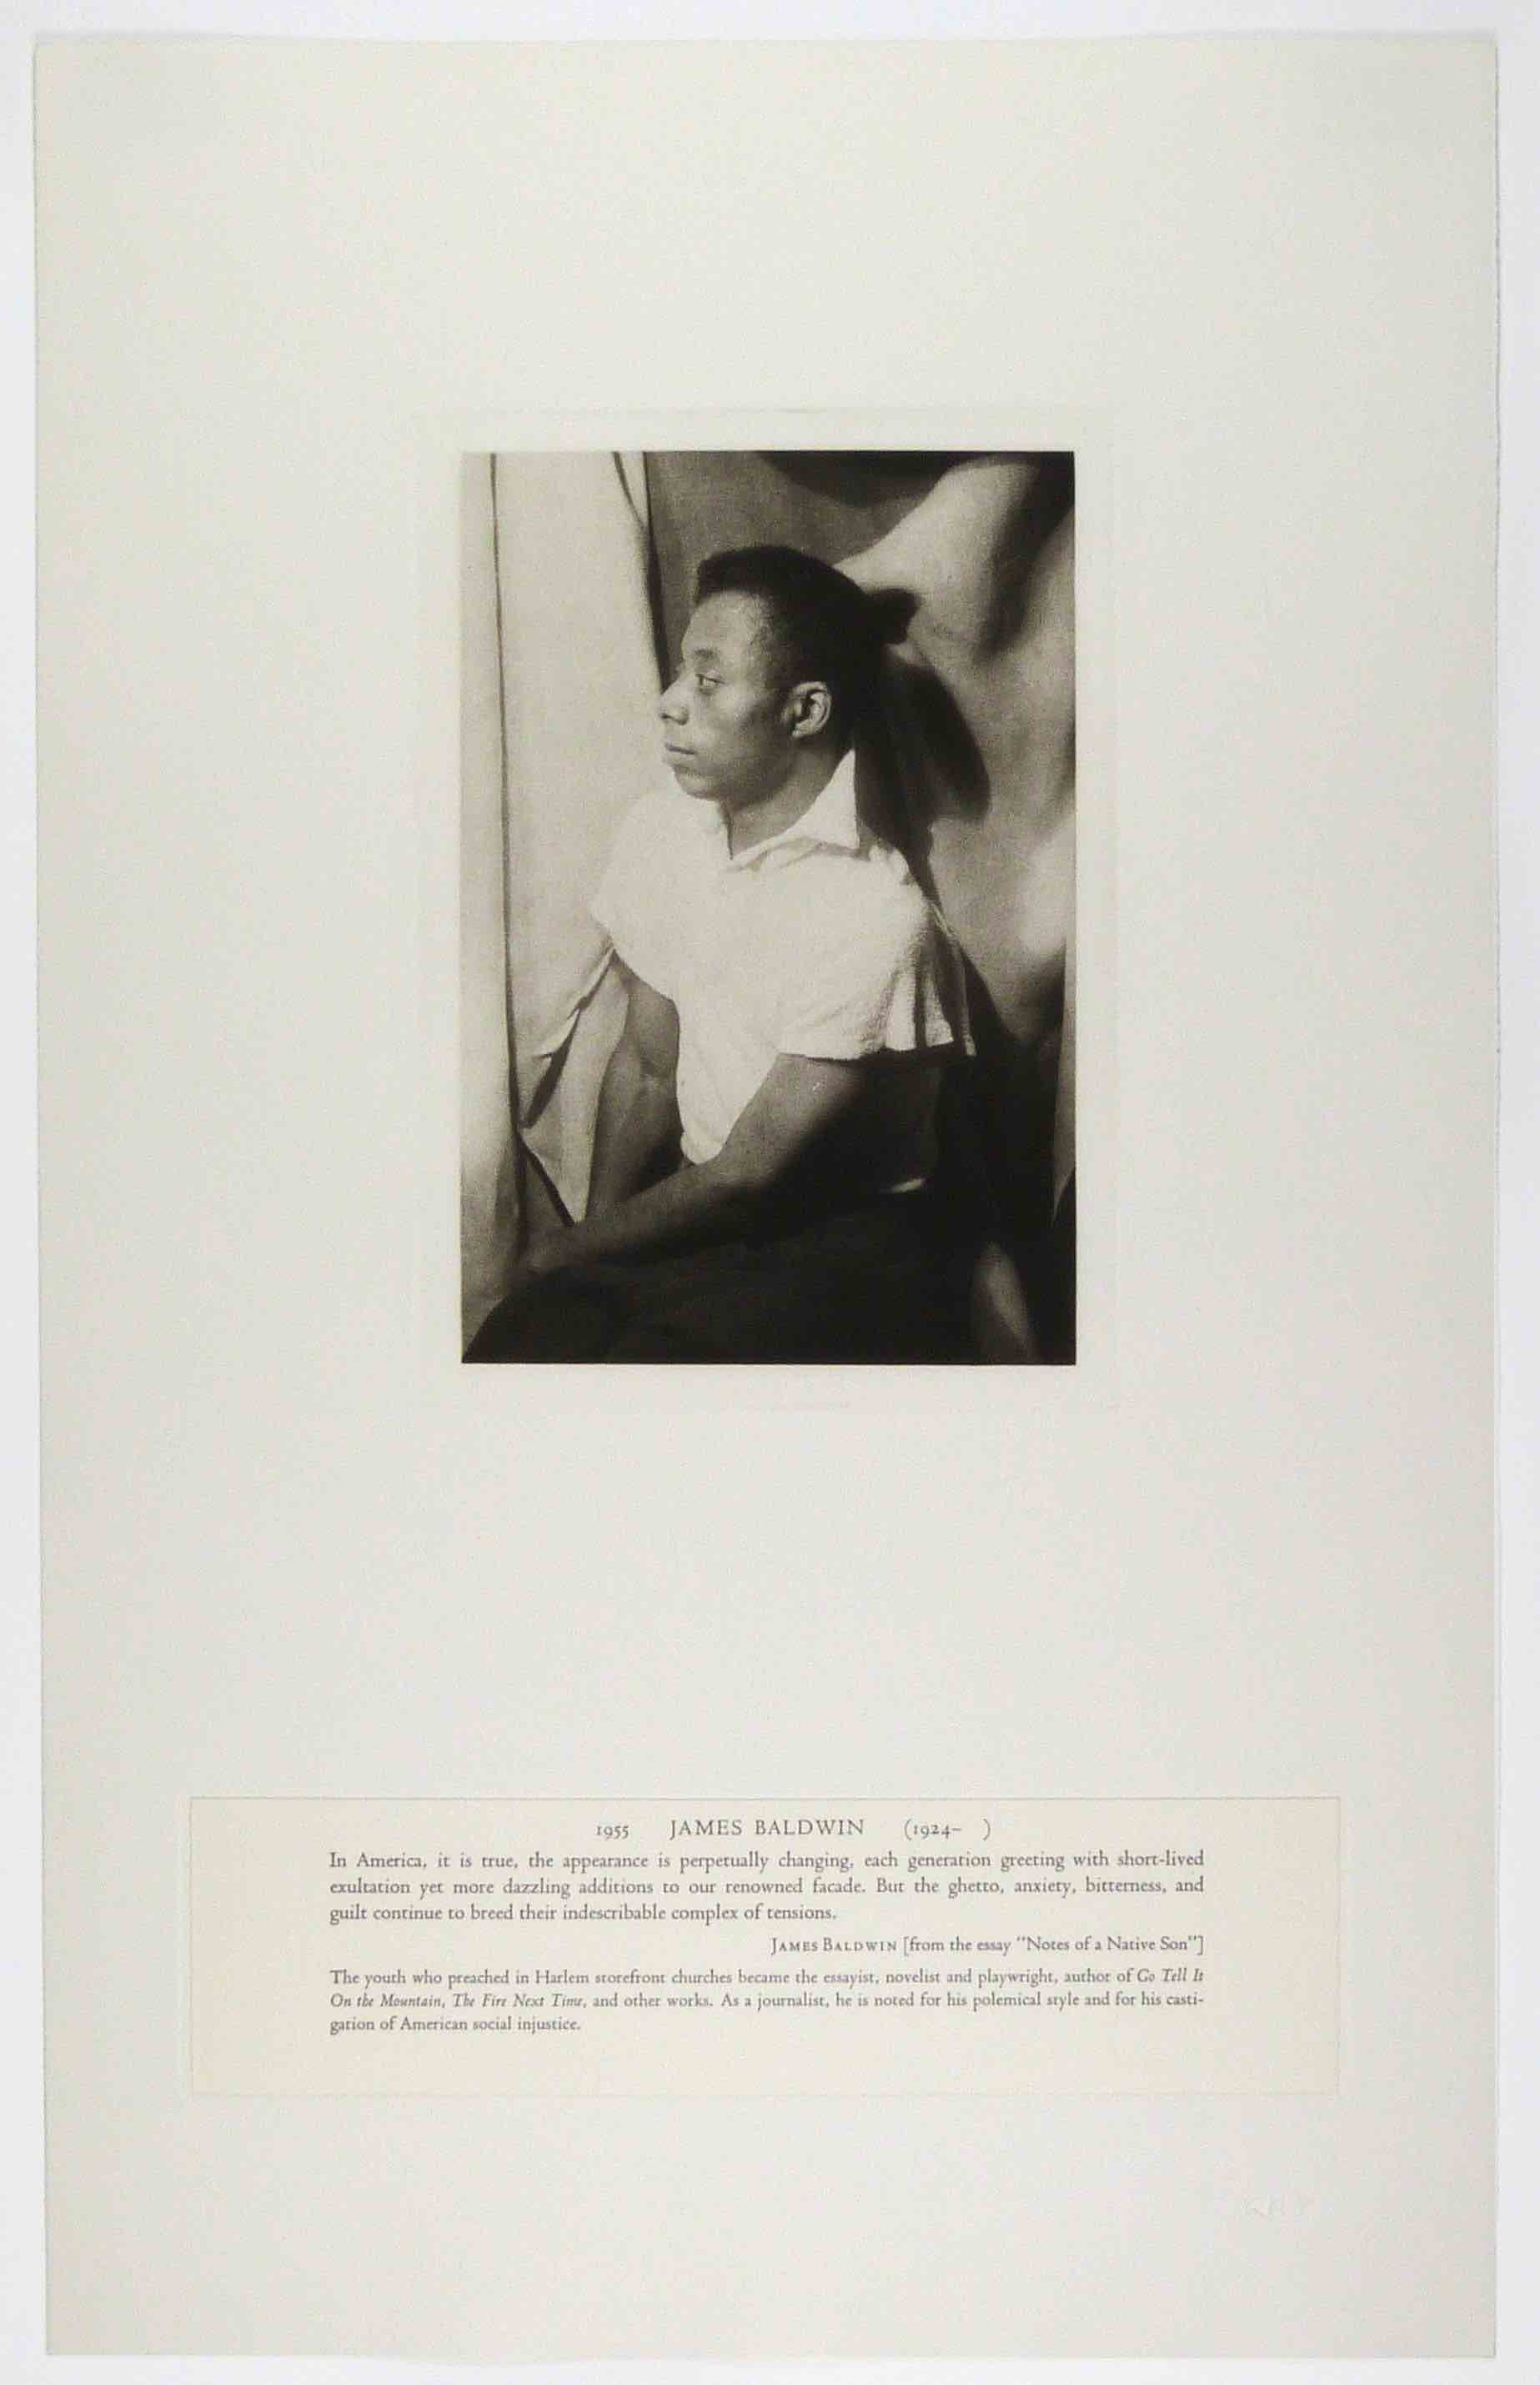 1955 JAMES BALDWIN (1924- )
In America, it is true, the appearance is perpetually changing, each generation greeting with short-lived
exultation yet more dazzling additions to our renowned facade. But the ghetto, anxiety, bitterness, and
guilt continue to breed their indescribable complex of tensions.
JAMES BALDWIN [from the essay "Notes of a Native Son"]
The youth who preached in Harlem storefront churches became the essayist, novelist and playwright, author of Go Tell It
On the Mountain, The Fire Next Time, and other works. As a journalist, he is noted for his polemical style and for his casti-
gation of American social injustice.